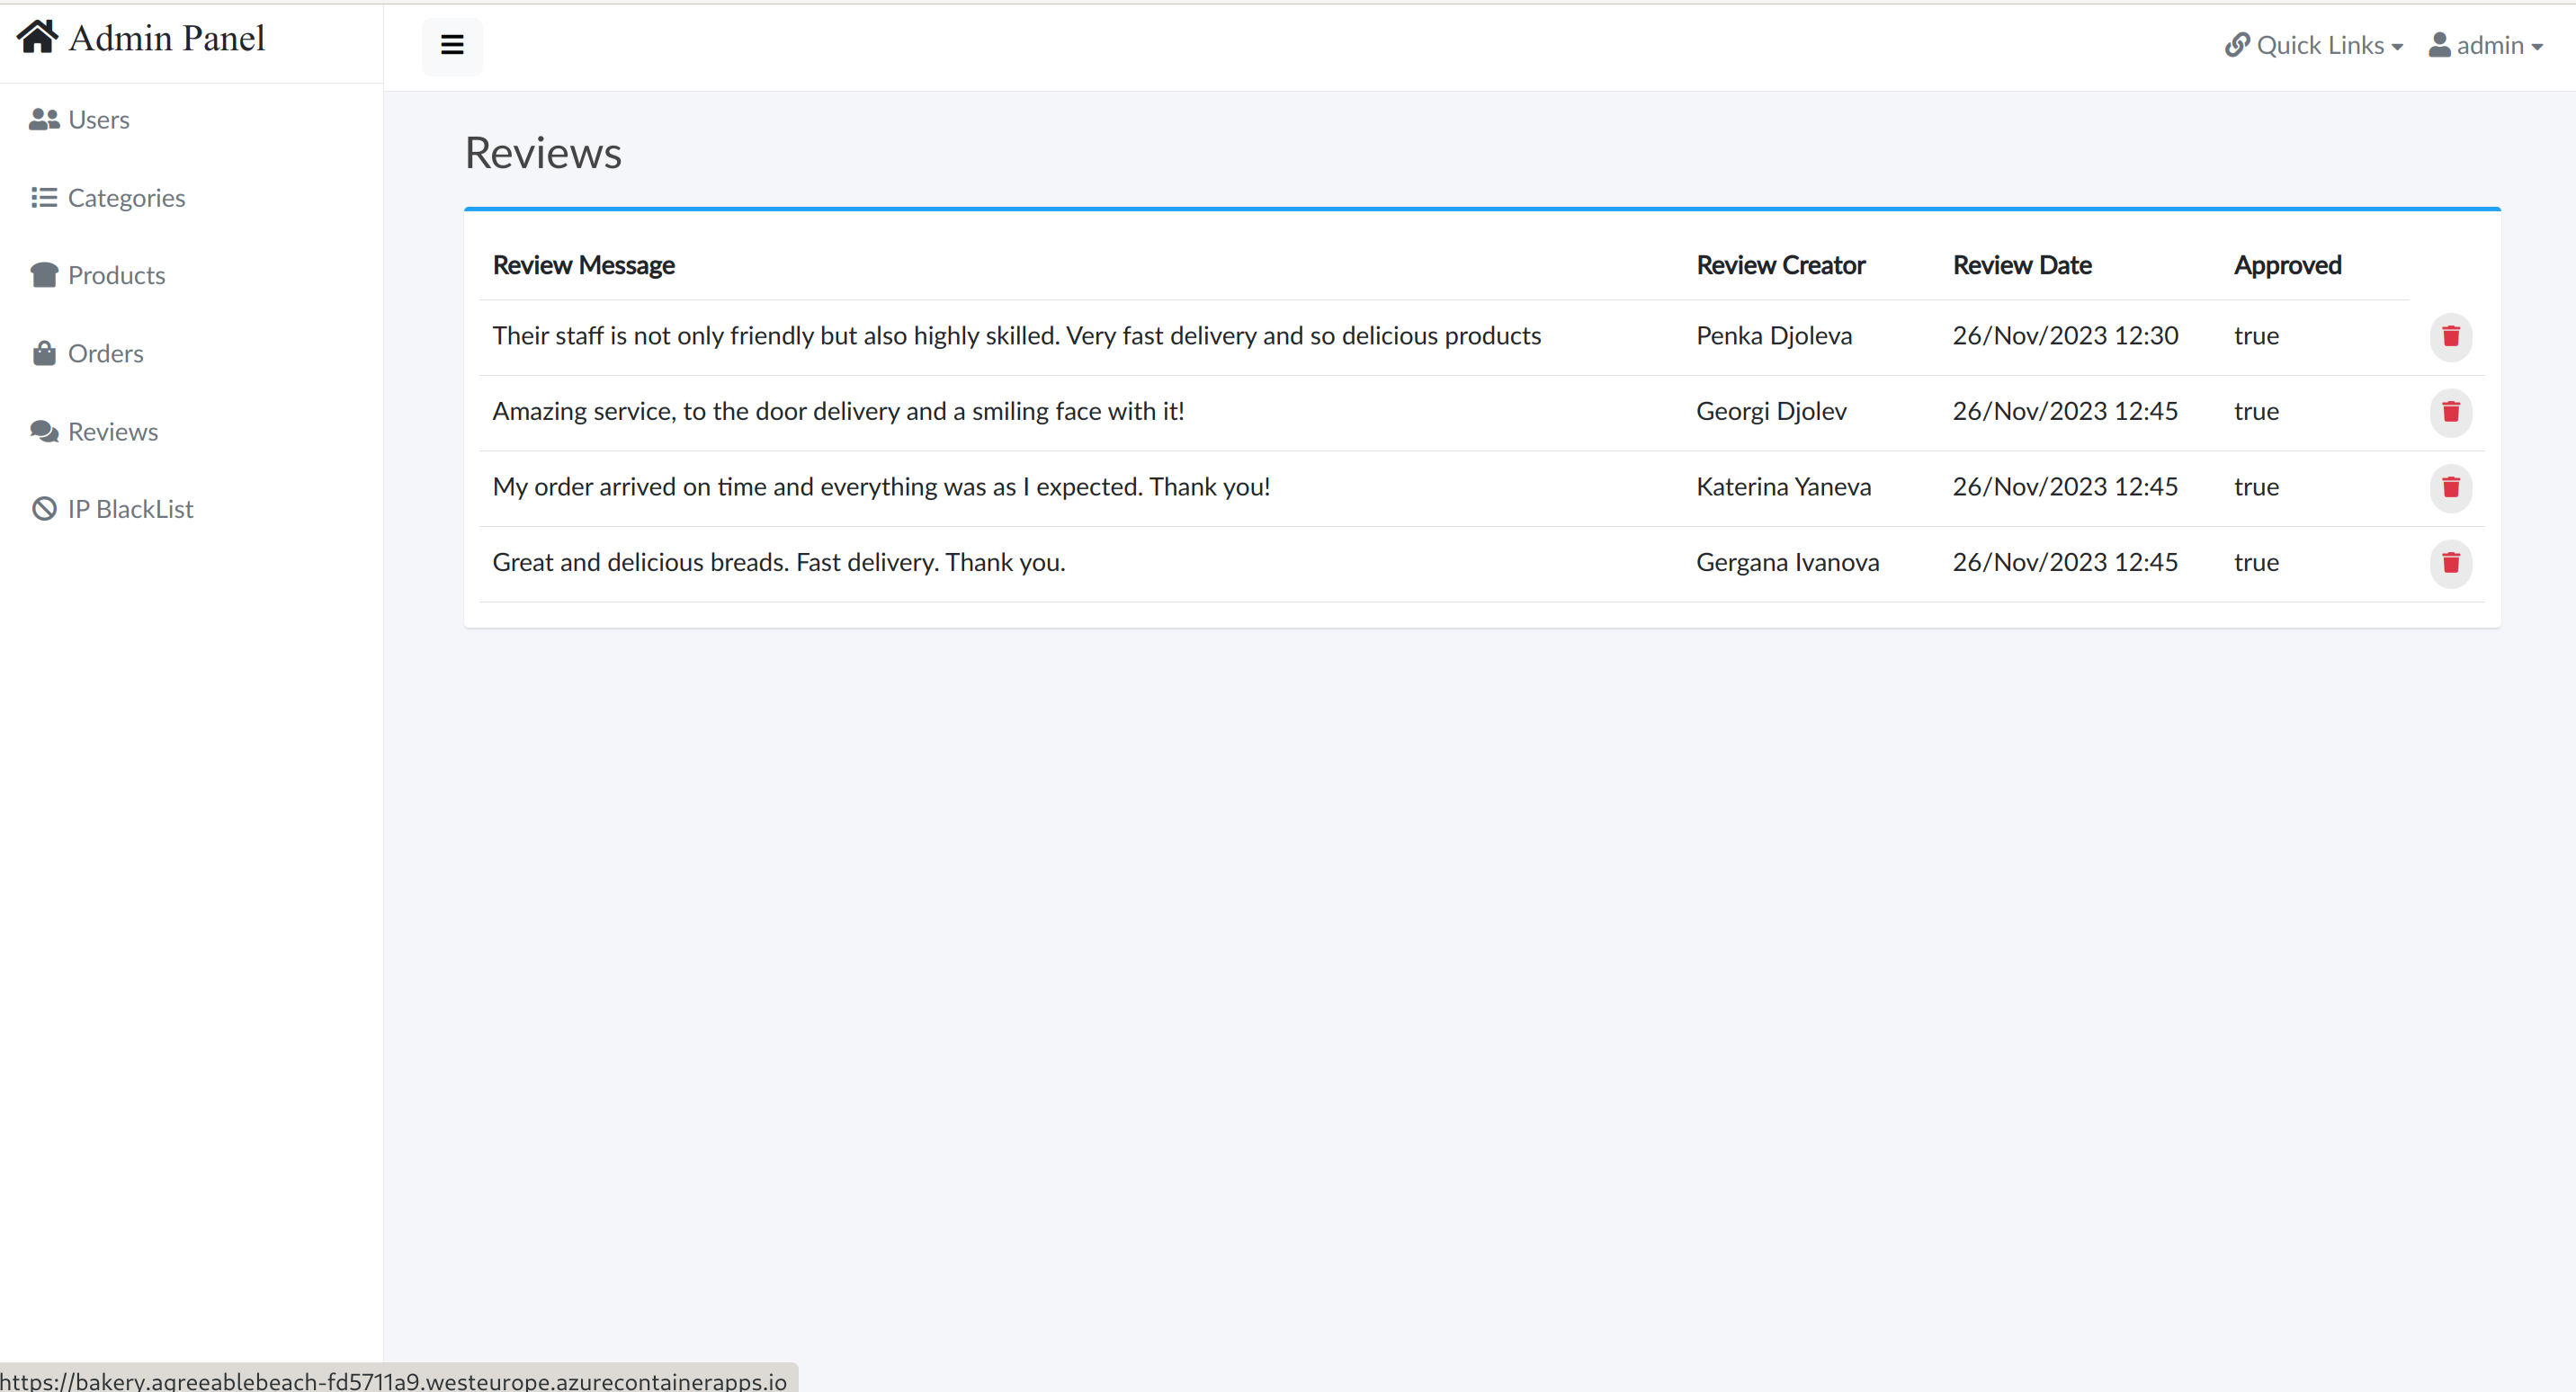 Admin Panel
Quick Links
admin
Users
Categories
Products
Orders
Reviews
IP BlackList
Reviews
Review Message Review Creator Review Date Approved
Their staff is not only friendly but also highly skilled. Very fast delivery and so delicious products Penka Djoleva 26/Nov/2023 12:30 true
Amazing service, to the door delivery and a smiling face with it! Georgi Djolev 26/Nov/2023 12:45 true
My order arrived on time and everything was as I expected. Thank you! Katerina Yaneva 26/Nov/2023 12:45 true
Great and delicious breads. Fast delivery. Thank you. Gergana Ivanova 26/Nov/2023 12:45 true
https://bakery.agreeablebeach-fd5711a9.westeurope.azurecontainerapps.io